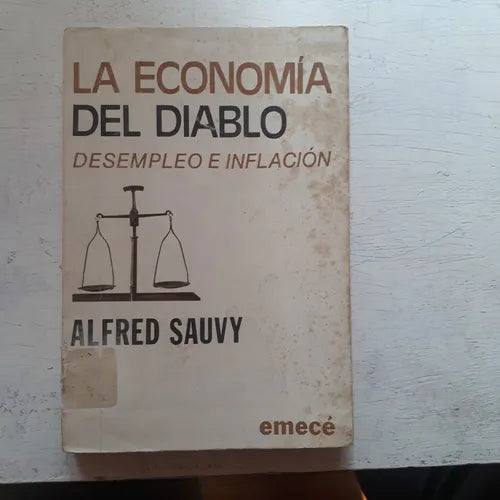 LA ECONOMÍA
DEL DIABLO
DESEMPLEO E INFLACIÓN
ALFRED SAUVY
emecé